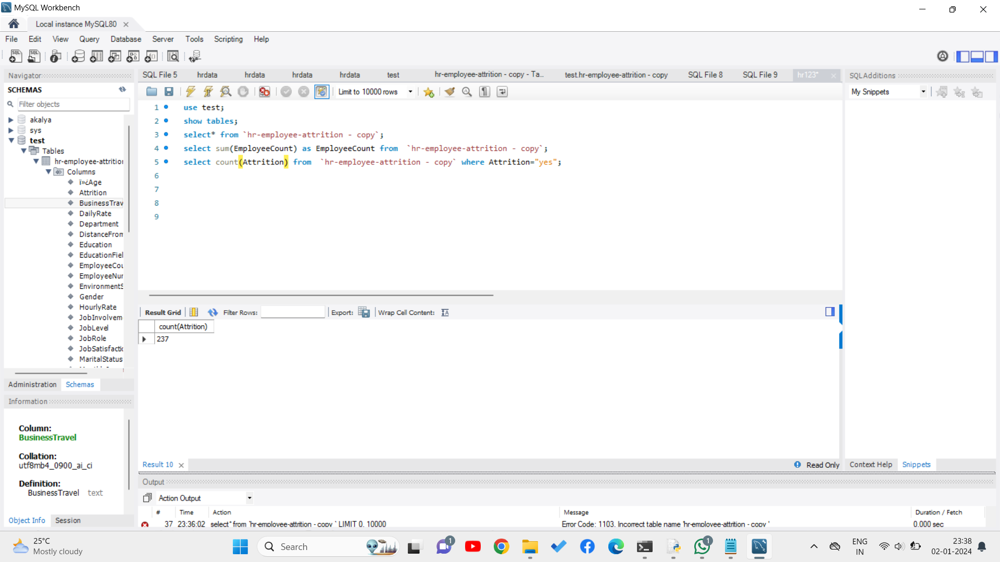 MySQL Workbench
Local instance MySQL80
File Edit View Query Database Server Tools Scripting Help
Navigator
SCHEMAS
Filter objects
akalya
sys
test
Tables
hr-employee-attrition
Columns
ï»¿Age
Attrition
BusinessTrav
DailyRate
Department
DistanceFrom
Education
EducationFiel
EmployeeCou
EmployeeNur
EnvironmentS
Gender
HourlyRate
JobInvolvem
JobLevel
JobRole
JobSatisfactio
MaritalStatus
Administration Schemas
Information
Column:
BusinessTravel
Collation:
utf8mb4_0900_ai_ci
Definition:
BusinessTravel text
Object Info Session
SQL File 5 hrdata hrdata hrdata hrdata test hr-employee-attrition - copy - Ta... test.hr-employee-attrition - copy SQL File 8 SQL File 9 hr123*
Limit to 10000 rows
1 use test;
2 show tables;
3 select* from `hr-employee-attrition - copy`;
4 select sum(EmployeeCount) as EmployeeCount from `hr-employee-attrition - copy`;
5 select count(Attrition) from `hr-employee-attrition - copy` where Attrition="yes";
6
7
8
9
Result Grid Filter Rows: Export: Wrap Cell Content:
count(Attrition)
237
Result 10 Read Only
SQLAdditions
My Snippets
Context Help Snippets
Output
Action Output
# Time Action Message Duration / Fetch
37 23:36:02 select* from `hr-employee-attrition - copy ` LIMIT 0, 10000 Error Code: 1103. Incorrect table name 'hr-employee-attrition - copy ' 0.000 sec
25°C
Mostly cloudy
Search
1
1
ENG
IN
23:38
02-01-2024